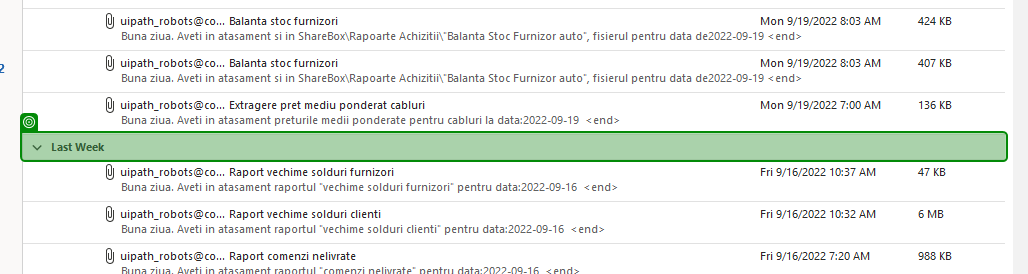 uipath_robots@co... Balanta stoc furnizori Mon 9/19/2022 8:03 AM 424 KB
Buna ziua. Aveti in atasament si in ShareBox\Rapoarte Achizitii\"Balanta Stoc Furnizor auto", fisierul pentru data de2022-09-19 <end>
2
uipath_robots@co... Balanta stoc furnizori Mon 9/19/2022 8:03 AM 407 KB
Buna ziua. Aveti in atasament si in ShareBox\Rapoarte Achizitii\"Balanta Stoc Furnizor auto", fisierul pentru data de2022-09-19 <end>
uipath_robots@co... Extragere pret mediu ponderat cabluri Mon 9/19/2022 7:00 AM 136 KB
Buna ziua. Aveti in atasament preturile medii ponderate pentru cabluri la data:2022-09-19 <end>
Last Week
uipath_robots@co... Raport vechime solduri furnizori Fri 9/16/2022 10:37 AM 47 KB
Buna ziua. Aveti in atasament raportul "vechime solduri furnizori" pentru data:2022-09-16 <end>
uipath_robots@co... Raport vechime solduri clienti Fri 9/16/2022 10:32 AM 6 MB
Buna ziua. Aveti in atasament raportul "vechime solduri clienti" pentru data:2022-09-16 <end>
uipath_robots@co... Raport comenzi nelivrate Fri 9/16/2022 7:20 AM 988 KB
Buna ziua. Aveti in atasament raportul "comenzi nelivrate" pentru data:2022-09-16 <end>